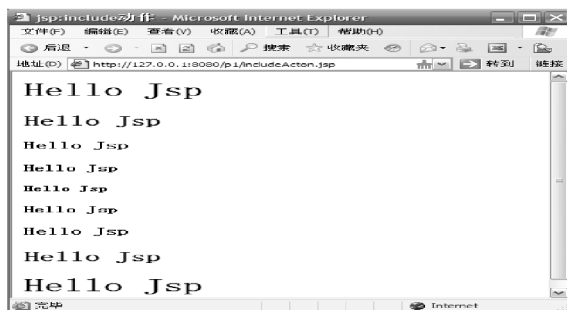 jsp:include动作 - Microsoft Internet Explorer
文件(F) 编辑(E) 查看(V) 收藏(A) 工具(T) 帮助(H)
后退 搜索 收藏夹
地址(D) http://127.0.0.1:8080/p1/includeActon.jsp 转到 链接
Hello Jsp
Hello Jsp
Hello Jsp
Hello Jsp
Hello Jsp
Hello Jsp
Hello Jsp
Hello Jsp
Hello Jsp
完毕 Internet